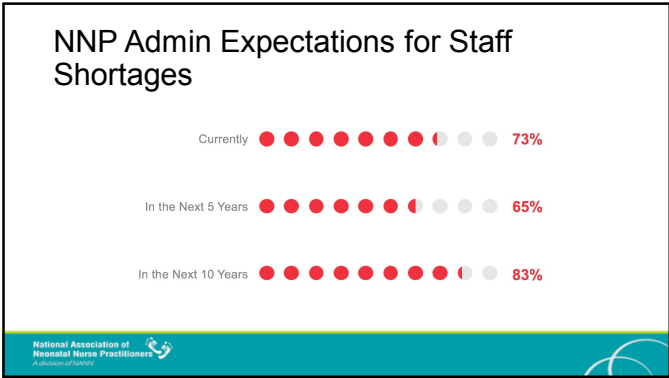 NNP Admin Expectations for Staff
Shortages
Currently 73%
In the Next 5 Years 65%
In the Next 10 Years 83%
National Association of
Neonatal Nurse Practitioners
A division of NANN